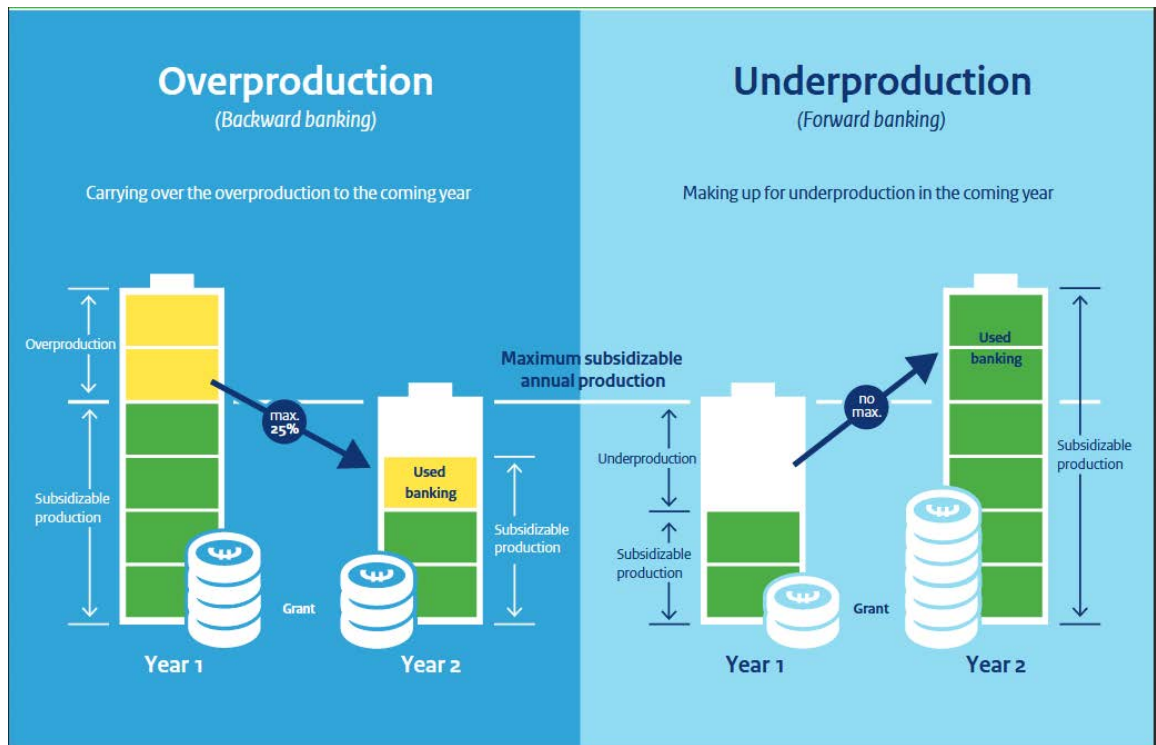 Overproduction
(Backward banking)
Carrying over the overproduction to the coming year
Overproduction
Subsidizable
production
max.
25%
Used
banking
Subsidizable
production
Grant
Year 1
Year 2
Maximum subsidizable
annual production
Underproduction
(Forward banking)
Making up for underproduction in the coming year
Underproduction
Subsidizable
production
no
max.
Used
banking
Subsidizable
production
Grant
Year 1
Year 2